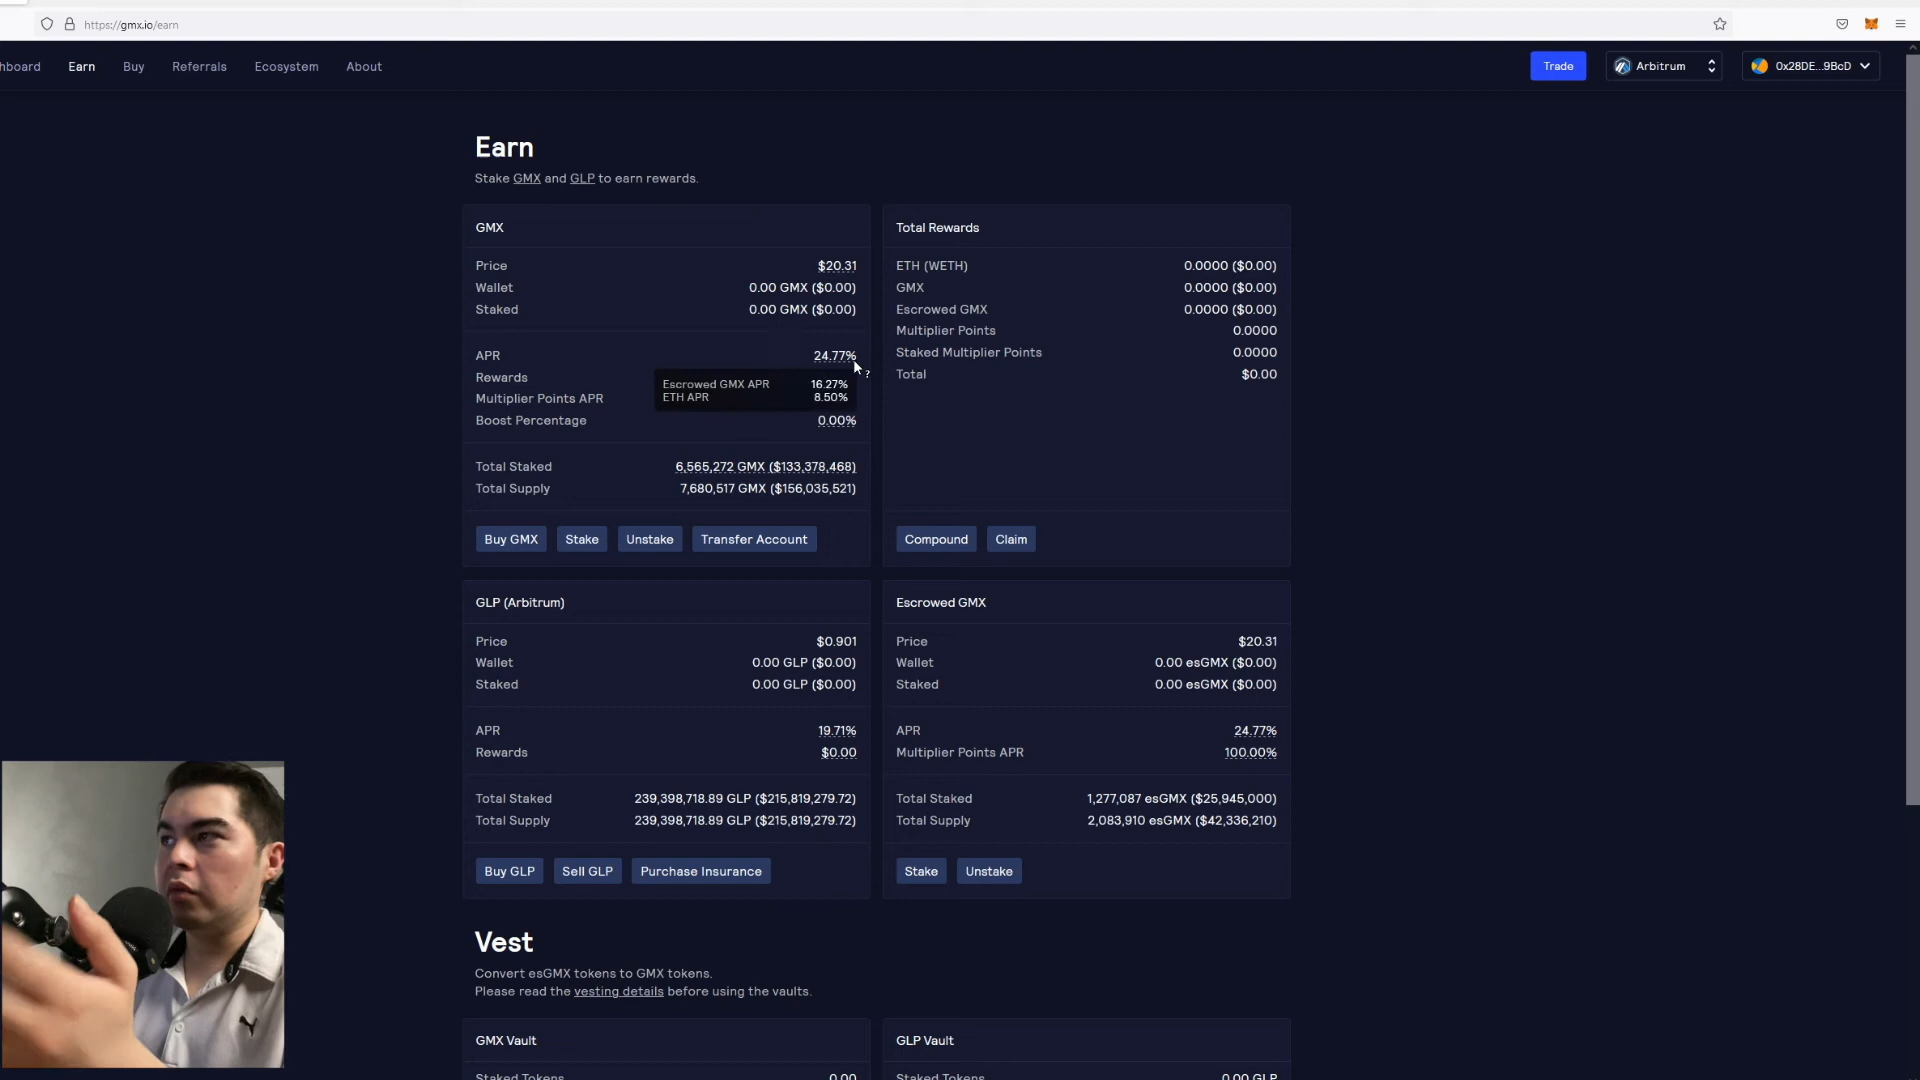 https://gmx.io/earn
hboard Earn Buy Referrals Ecosystem About Trade Arbitrum 0x28DE...9BcD
Earn
Stake GMX and GLP to earn rewards.
GMX
Price $20.31
Wallet 0.00 GMX ($0.00)
Staked 0.00 GMX ($0.00)
APR 24.77%
Rewards
Escrowed GMX APR 16.27%
ETH APR 8.50%
Multiplier Points APR
Boost Percentage 0.00%
Total Staked 6,565,272 GMX ($133,378,468)
Total Supply 7,680,517 GMX ($156,035,521)
Buy GMX Stake Unstake Transfer Account
Total Rewards
ETH (WETH) 0.0000 ($0.00)
GMX 0.0000 ($0.00)
Escrowed GMX 0.0000 ($0.00)
Multiplier Points 0.0000
Staked Multiplier Points 0.0000
Total $0.00
Compound Claim
GLP (Arbitrum)
Price $0.901
Wallet 0.00 GLP ($0.00)
Staked 0.00 GLP ($0.00)
APR 19.71%
Rewards $0.00
Total Staked 239,398,718.89 GLP ($215,819,279.72)
Total Supply 239,398,718.89 GLP ($215,819,279.72)
Buy GLP Sell GLP Purchase Insurance
Escrowed GMX
Price $20.31
Wallet 0.00 esGMX ($0.00)
Staked 0.00 esGMX ($0.00)
APR 24.77%
Multiplier Points APR 100.00%
Total Staked 1,277,087 esGMX ($25,945,000)
Total Supply 2,083,910 esGMX ($42,336,210)
Stake Unstake
Vest
Convert esGMX tokens to GMX tokens.
Please read the vesting details before using the vaults.
GMX Vault
Staked Tokens 0.00
GLP Vault
Staked Tokens 0.00 GLP